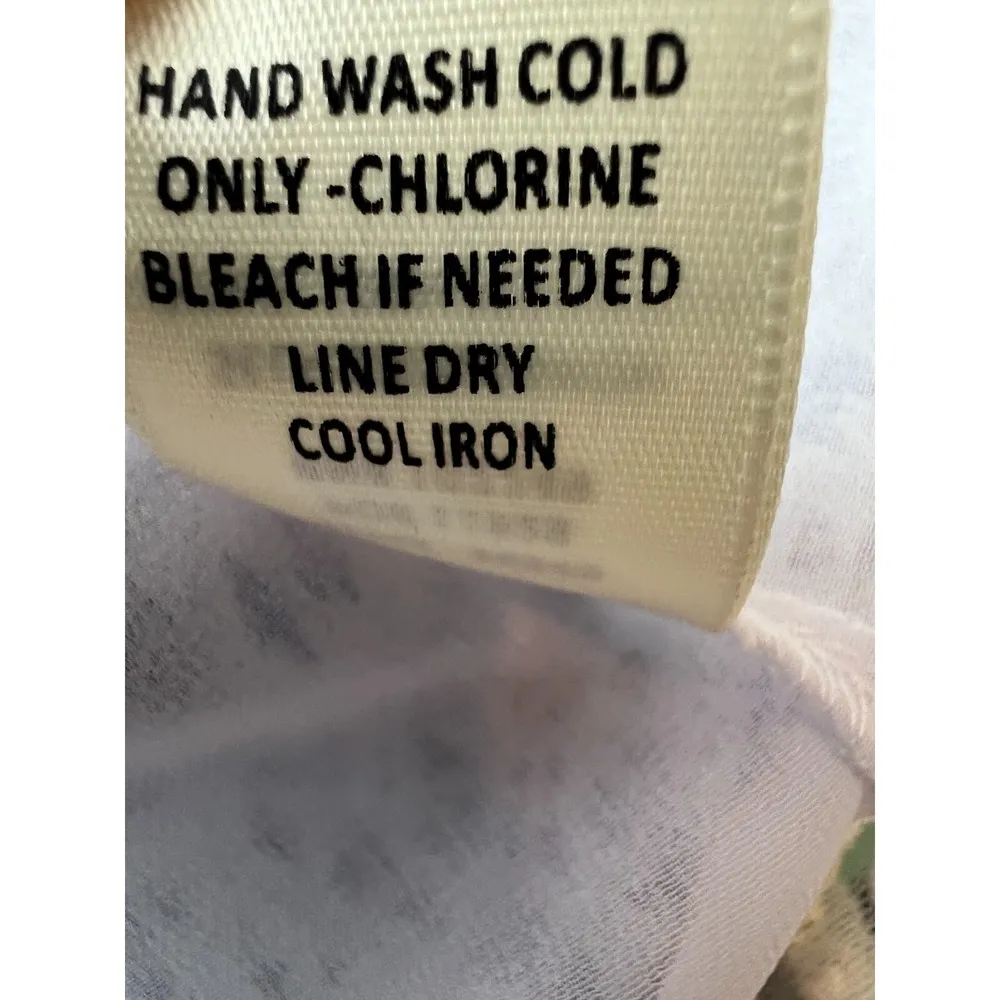 HAND WASH COLD
ONLY -CHLORINE
BLEACH IF NEEDED
LINE DRY
COOL IRON